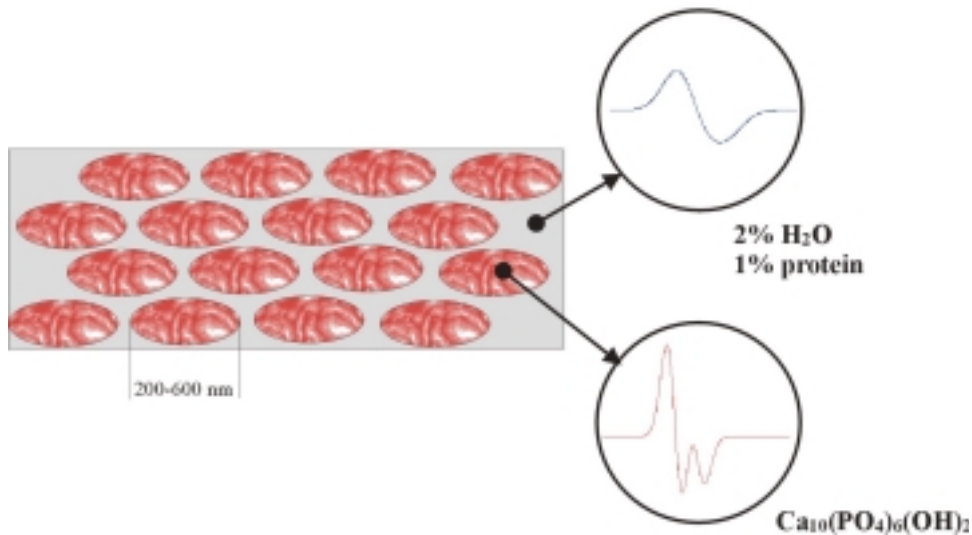 2% H₂O
1% protein
200-600 nm
Ca₁₀(PO₄)₆(OH)₂